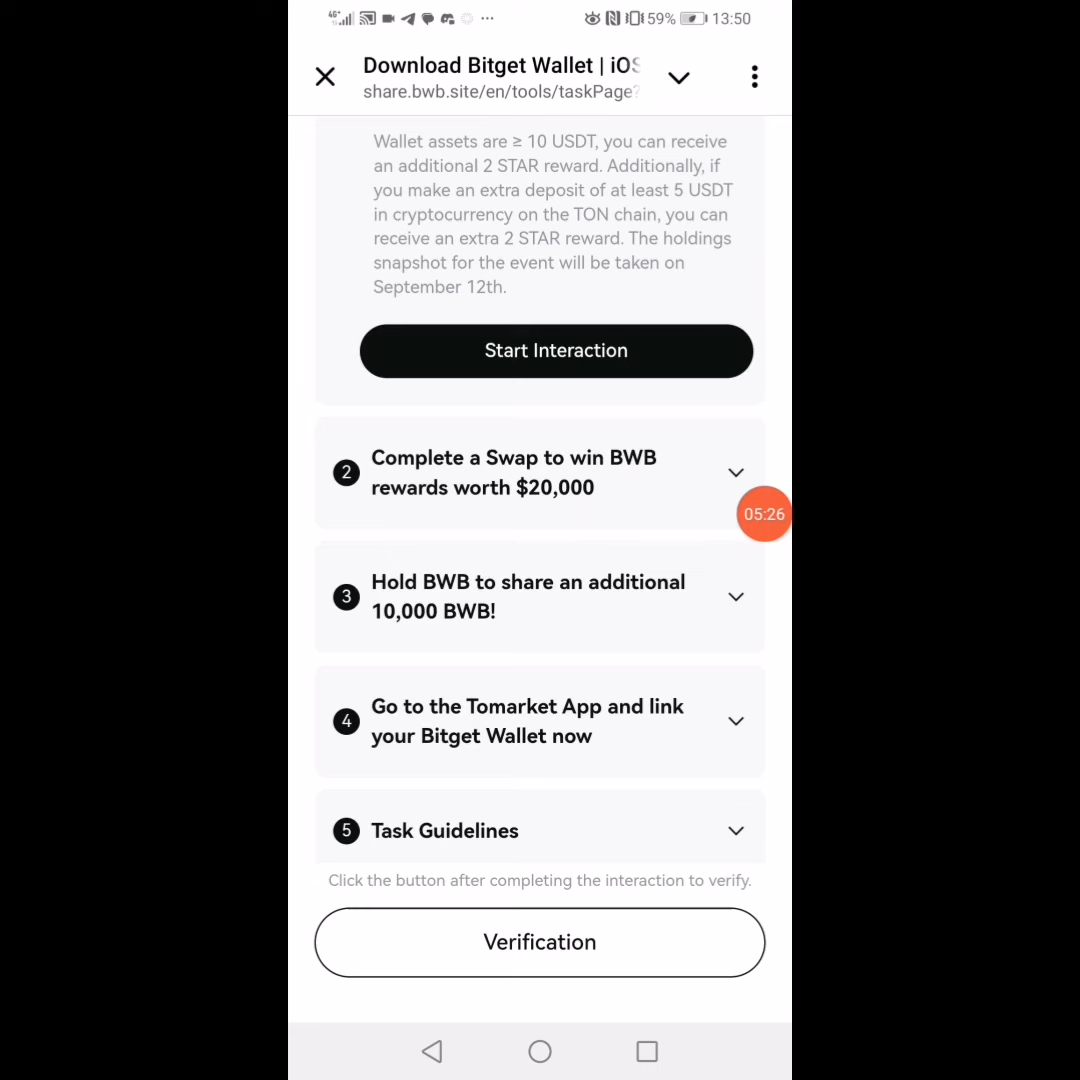 4G 59% 13:50
Download Bitget Wallet | iOS
share.bwb.site/en/tools/taskPage?
Wallet assets are ≥ 10 USDT, you can receive
an additional 2 STAR reward. Additionally, if
you make an extra deposit of at least 5 USDT
in cryptocurrency on the TON chain, you can
receive an extra 2 STAR reward. The holdings
snapshot for the event will be taken on
September 12th.
Start Interaction
2 Complete a Swap to win BWB
rewards worth $20,000
05:26
3 Hold BWB to share an additional
10,000 BWB!
4 Go to the Tomarket App and link
your Bitget Wallet now
5 Task Guidelines
Click the button after completing the interaction to verify.
Verification